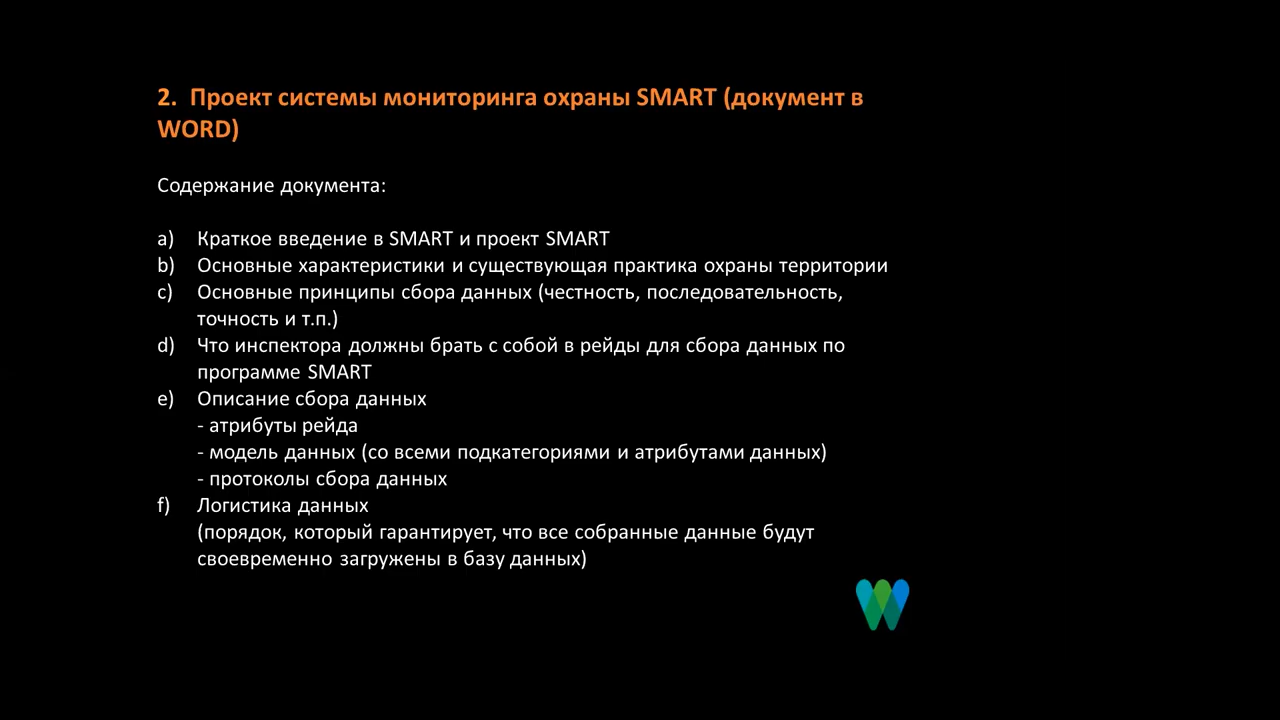 2. Проект системы мониторинга охраны SMART (документ в
WORD)
Содержание документа:
a) Краткое введение в SMART и проект SMART
b) Основные характеристики и существующая практика охраны территории
c) Основные принципы сбора данных (честность, последовательность,
точность и т.п.)
d) Что инспектора должны брать с собой в рейды для сбора данных по
программе SMART
e) Описание сбора данных
- атрибуты рейда
- модель данных (со всеми подкатегориями и атрибутами данных)
- протоколы сбора данных
f) Логистика данных
(порядок, который гарантирует, что все собранные данные будут
своевременно загружены в базу данных)